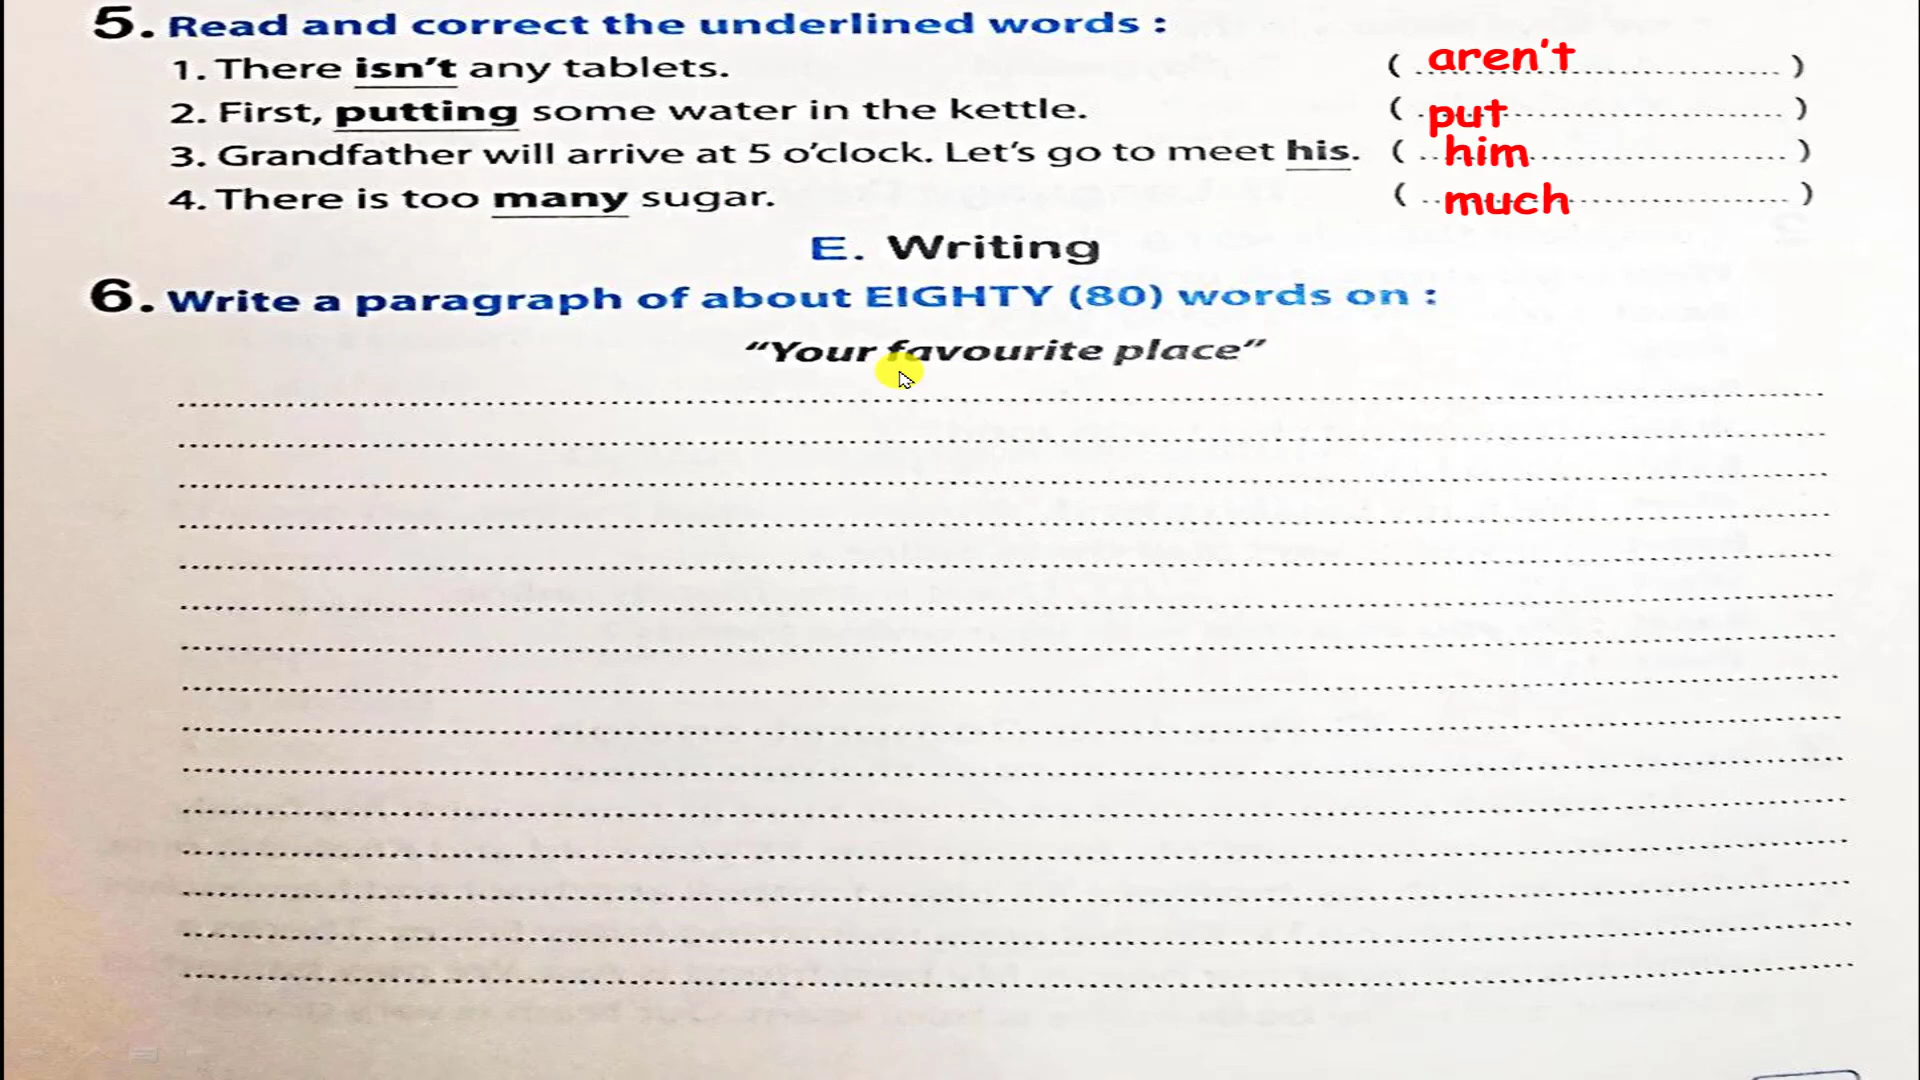 5. Read and correct the underlined words :
1. There isn't any tablets. ( aren't )
2. First, putting some water in the kettle. ( put )
3. Grandfather will arrive at 5 o'clock. Let's go to meet his. ( him )
4. There is too many sugar. ( much )
E. Writing
6. Write a paragraph of about EIGHTY (80) words on :
"Your favourite place"